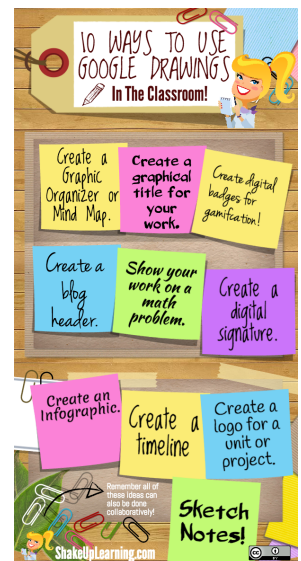 10 WAYS TO USE
GOOGLE DRAWINGS
In The Classroom!
Create a
Graphic
Organizer or
Mind Map.
Create a
graphical
title for
your
work.
Create digital
badges for
gamifcation!
Create a
blog
header.
Show your
work on a
math
problem.
Create a
digital
signature.
Create an
Infographic.
Create a
timeline
Create a
logo for a
unit or
project.
Remember all of
these ideas can
also be done
collaboratively!
Sketch
Notes!
ShakeUpLearning.com